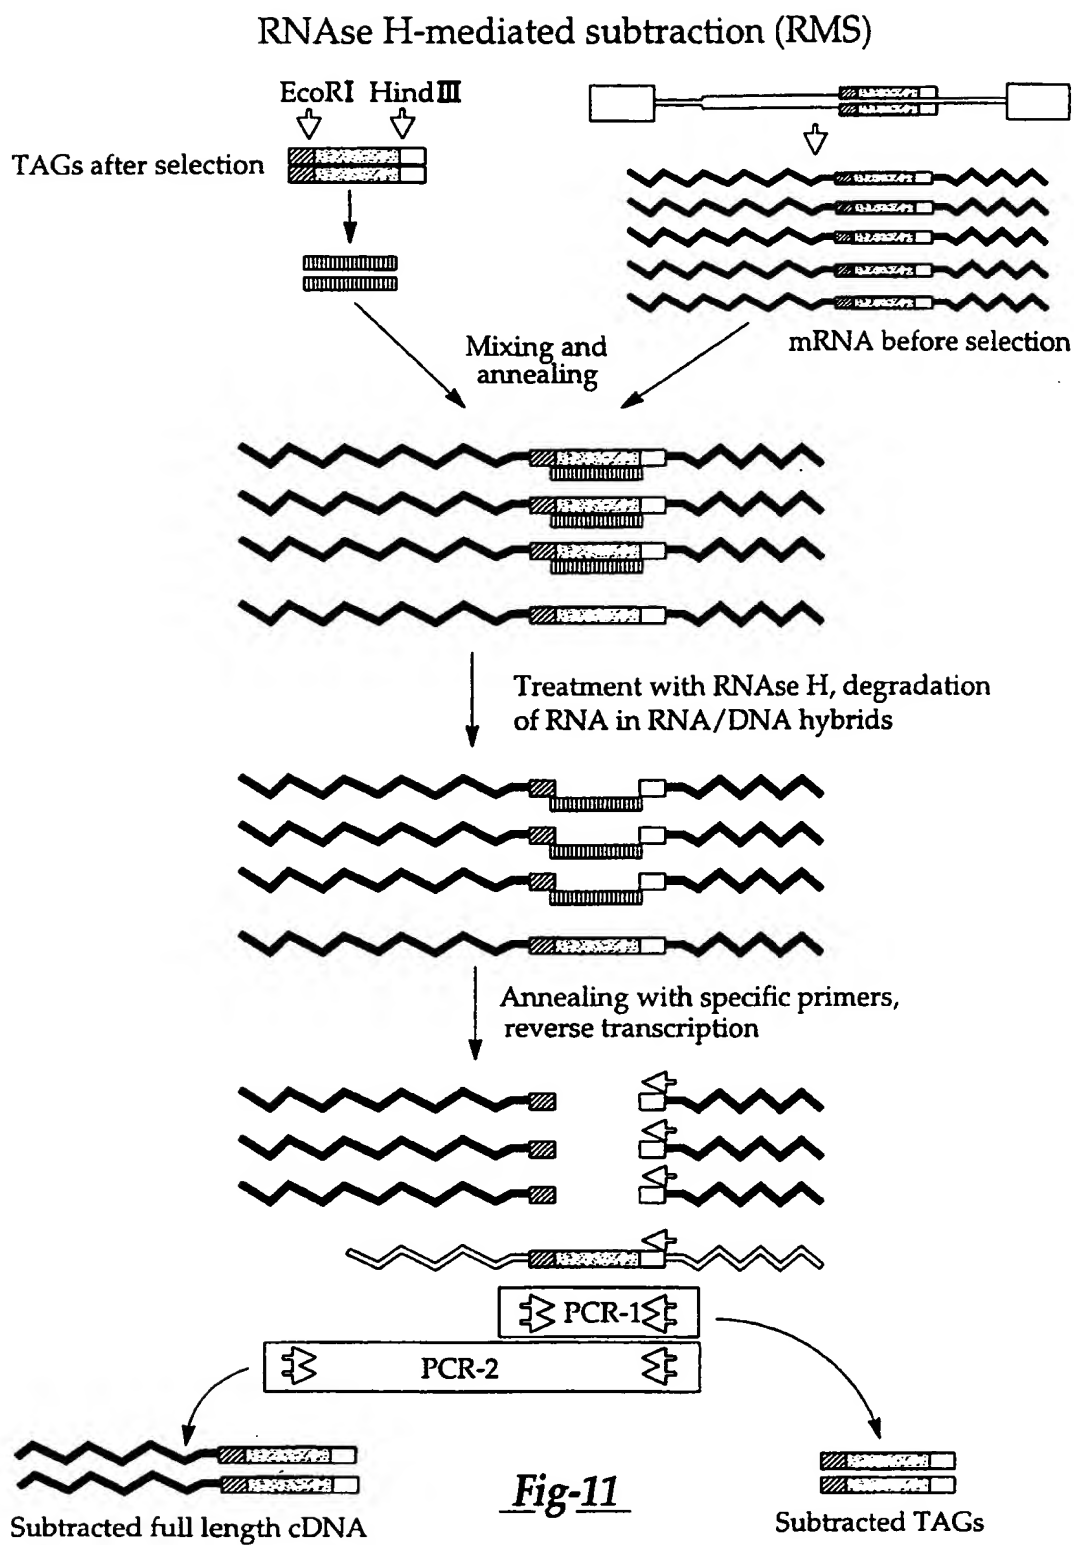 RNAse H-mediated subtraction (RMS)
EcoRI HindIII
TAGs after selection
mRNA before selection
Mixing and
annealing
Treatment with RNAse H, degradation
of RNA in RNA/DNA hybrids
Annealing with specific primers,
reverse transcription
PCR-1
PCR-2
Subtracted full length cDNA
Fig-11
Subtracted TAGs